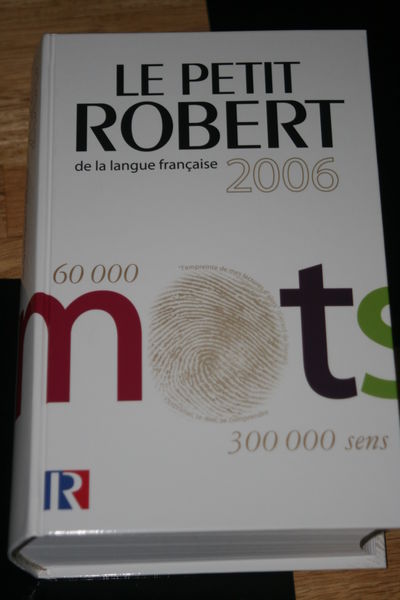 LE PETIT
ROBERT
de la langue française 2006
60 000
mots
300 000 sens
R